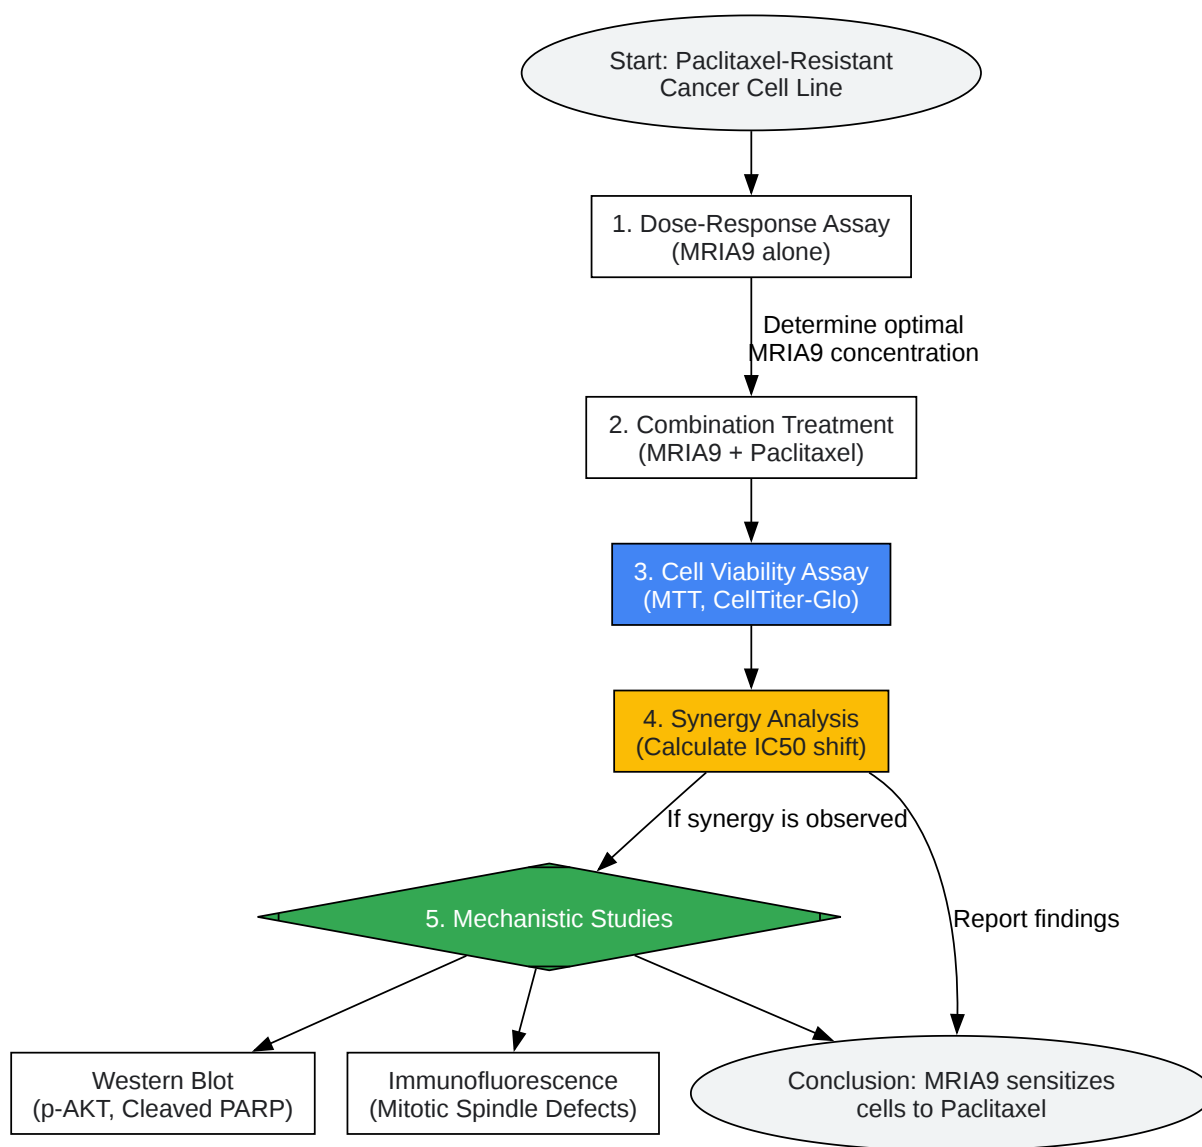 Start: Paclitaxel-Resistant
Cancer Cell Line
1. Dose-Response Assay
(MRIA9 alone)
Determine optimal
MRIA9 concentration
2. Combination Treatment
(MRIA9 + Paclitaxel)
3. Cell Viability Assay
(MTT, CellTiter-Glo)
4. Synergy Analysis
(Calculate IC50 shift)
If synergy is observed
5. Mechanistic Studies
Report findings
Western Blot
(p-AKT, Cleaved PARP)
Immunofluorescence
(Mitotic Spindle Defects)
Conclusion: MRIA9 sensitizes
cells to Paclitaxel